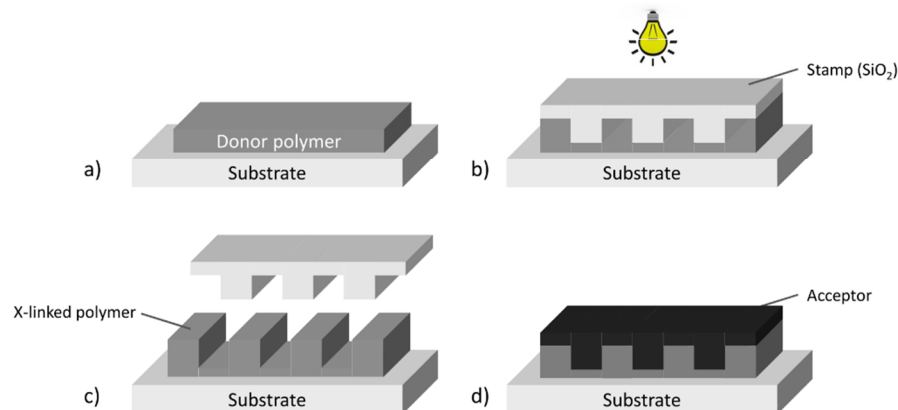 Stamp (SiO₂)
Donor polymer
a)
Substrate
b)
Substrate
X-linked polymer
Acceptor
c)
Substrate
d)
Substrate